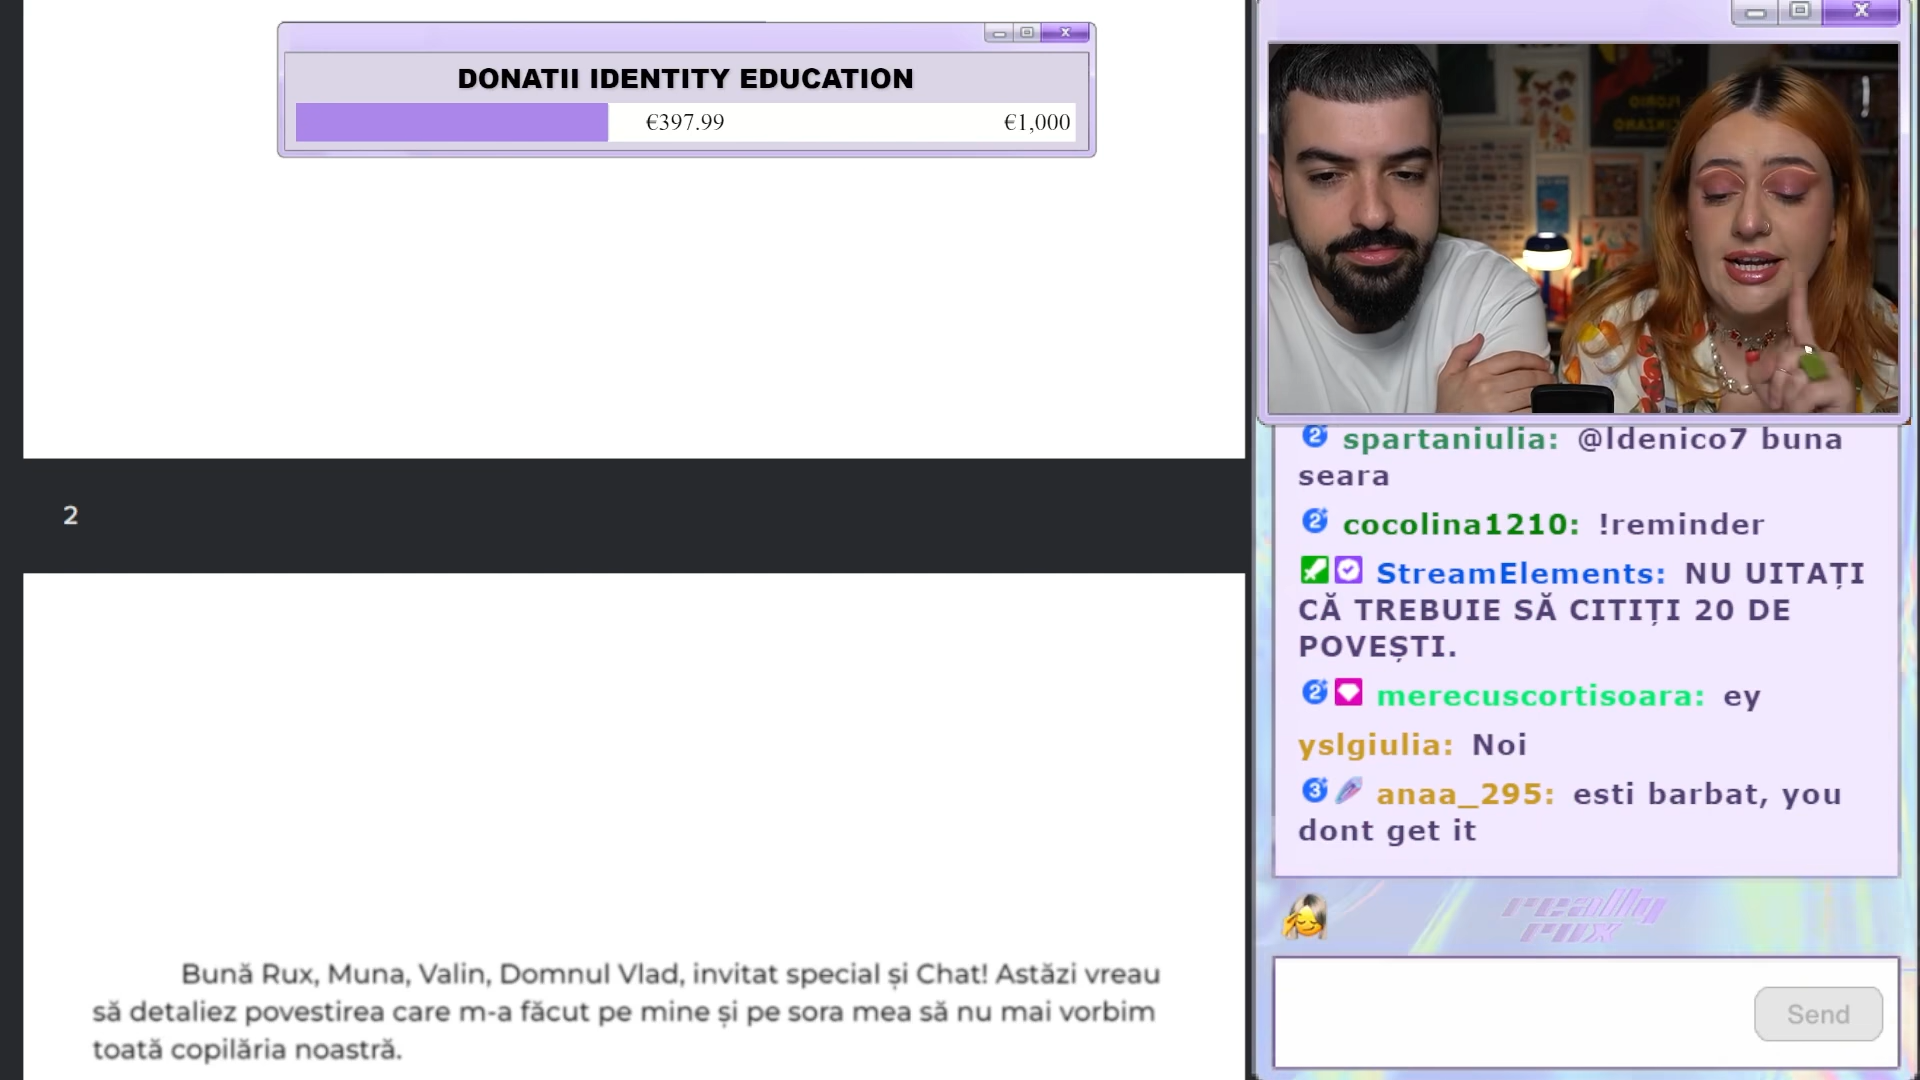 DONATII IDENTITY EDUCATION
€397.99 €1,000
2
Bună Rux, Muna, Valin, Domnul Vlad, invitat special și Chat! Astăzi vreau
să detaliez povestirea care m-a făcut pe mine și pe sora mea să nu mai vorbim
toată copilăria noastră.
spartaniulia: @ldenico7 buna
seara
cocolina1210: !reminder
StreamElements: NU UITAȚI
CĂ TREBUIE SĂ CITIȚI 20 DE
POVEȘTI.
merecuscortisoara: ey
yslgiulia: Noi
anaa_295: esti barbat, you
dont get it
really
rux
Send